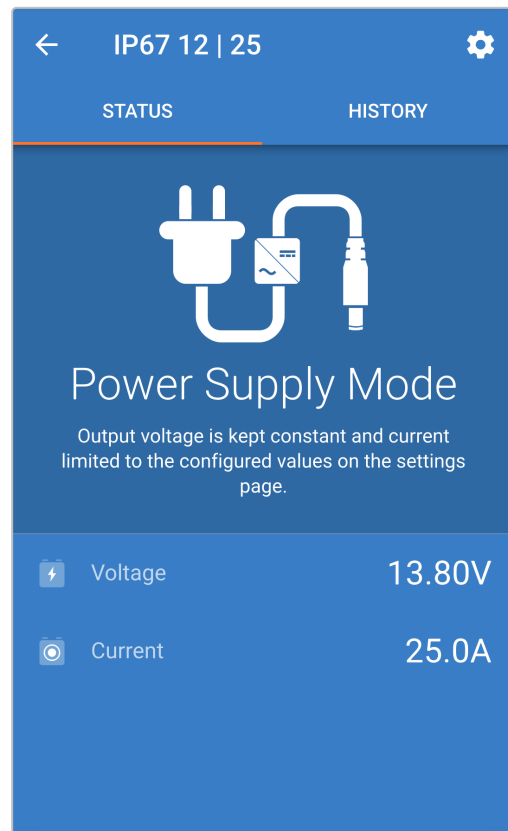 IP67 12 | 25
STATUS
HISTORY
Power Supply Mode
Output voltage is kept constant and current
limited to the configured values on the settings
page.
Voltage
13.80V
Current
25.0A